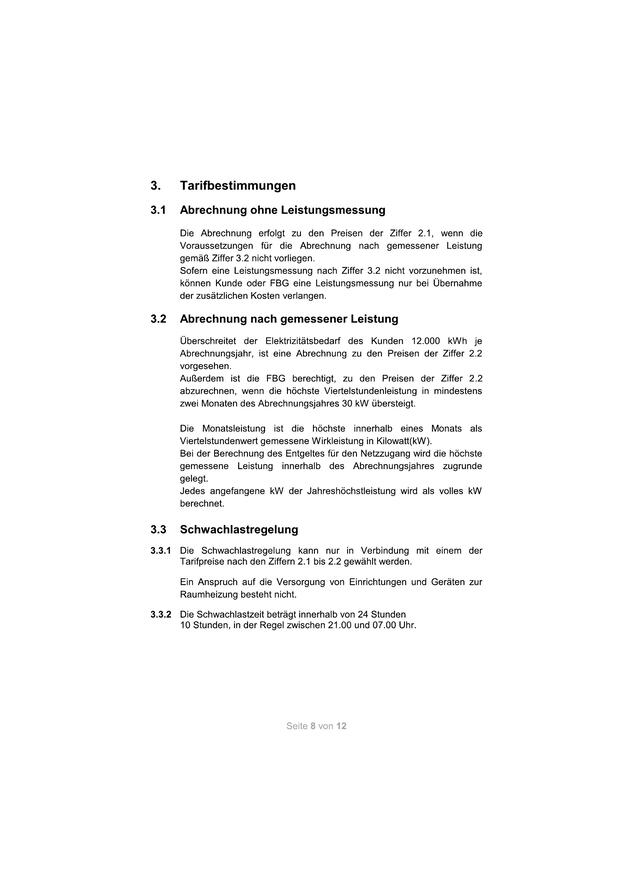 3. Tarifbestimmungen
3.1 Abrechnung ohne Leistungsmessung
Die Abrechnung erfolgt zu den Preisen der Ziffer 2.1, wenn die
Voraussetzungen für die Abrechnung nach gemessener Leistung
gemäß Ziffer 3.2 nicht vorliegen.
Sofern eine Leistungsmessung nach Ziffer 3.2 nicht vorzunehmen ist,
können Kunde oder FBG eine Leistungsmessung nur bei Übernahme
der zusätzlichen Kosten verlangen.
3.2 Abrechnung nach gemessener Leistung
Überschreitet der Elektrizitätsbedarf des Kunden 12.000 kWh je
Abrechnungsjahr, ist eine Abrechnung zu den Preisen der Ziffer 2.2
vorgesehen.
Außerdem ist die FBG berechtigt, zu den Preisen der Ziffer 2.2
abzurechnen, wenn die höchste Viertelstundenleistung in mindestens
zwei Monaten des Abrechnungsjahres 30 kW übersteigt.
Die Monatsleistung ist die höchste innerhalb eines Monats als
Viertelstundenwert gemessene Wirkleistung in Kilowatt(kW).
Bei der Berechnung des Entgeltes für den Netzzugang wird die höchste
gemessene Leistung innerhalb des Abrechnungsjahres zugrunde
gelegt.
Jedes angefangene kW der Jahreshöchstleistung wird als volles kW
berechnet.
3.3 Schwachlastregelung
3.3.1 Die Schwachlastregelung kann nur in Verbindung mit einem der
Tarifpreise nach den Ziffern 2.1 bis 2.2 gewählt werden.
Ein Anspruch auf die Versorgung von Einrichtungen und Geräten zur
Raumheizung besteht nicht.
3.3.2 Die Schwachlastzeit beträgt innerhalb von 24 Stunden
10 Stunden, in der Regel zwischen 21.00 und 07.00 Uhr.
Seite 8 von 12